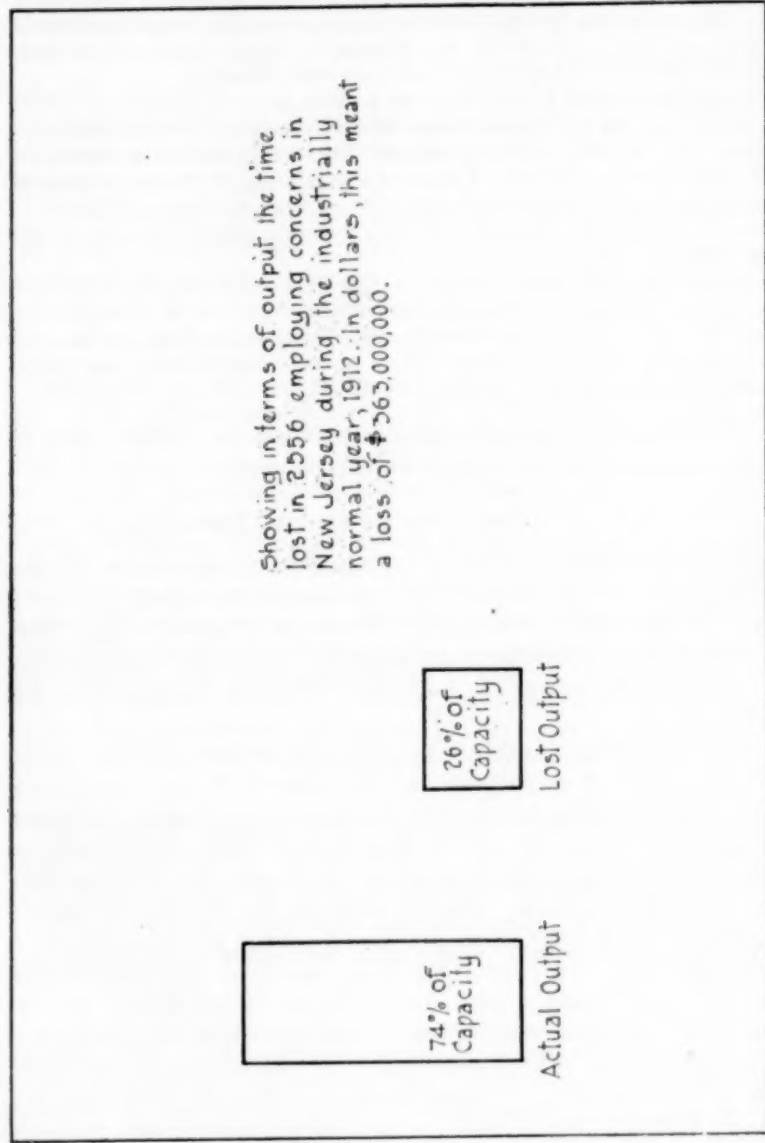 Showing in terms of output the time
lost in 2556 employing concerns in
New Jersey during the industrially
normal year, 1912. In dollars, this meant
a loss of $363,000,000.
74% of
Capacity
26% of
Capacity
Actual Output
Lost Output